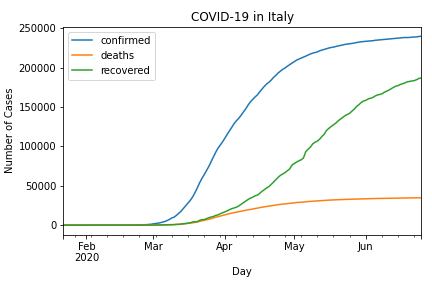 COVID-19 in Italy
confirmed
deaths
recovered
250000
200000
150000
100000
50000
0
Number of Cases
Feb
2020
Mar
Apr
May
Jun
Day